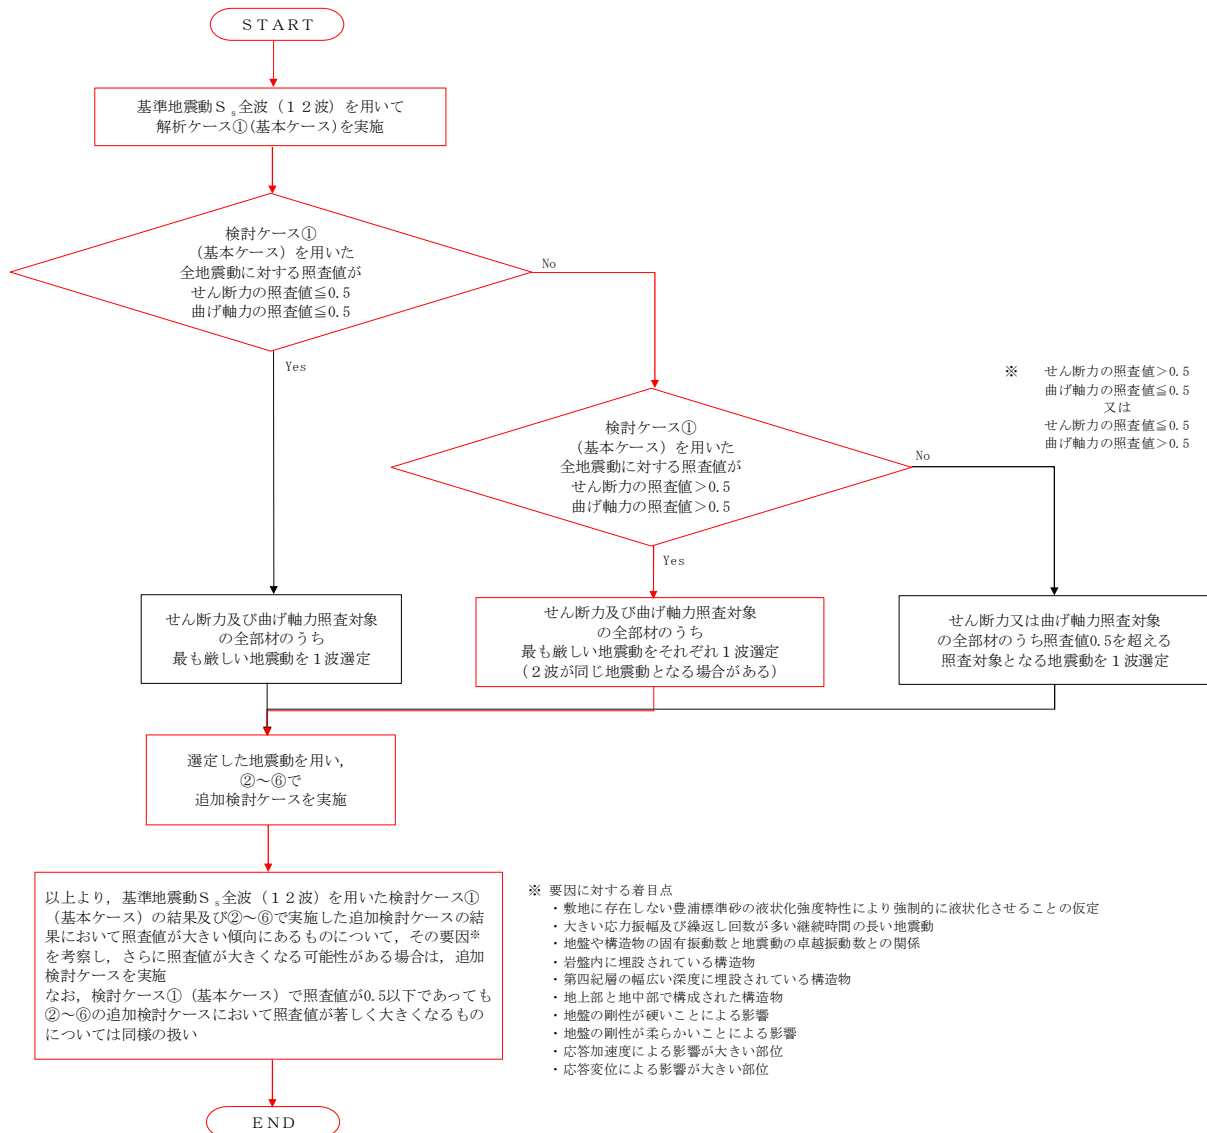 ＳＴＡＲＴ
基準地震動Ｓs全波（１２波）を用いて
解析ケース①(基本ケース)を実施
検討ケース①
（基本ケース）を用いた
全地震動に対する照査値が
せん断力の照査値≦0.5
曲げ軸力の照査値≦0.5
No
Yes
※　せん断力の照査値＞0.5
曲げ軸力の照査値≦0.5
又は
せん断力の照査値≦0.5
曲げ軸力の照査値＞0.5
検討ケース①
（基本ケース）を用いた
全地震動に対する照査値が
せん断力の照査値＞0.5
曲げ軸力の照査値＞0.5
No
Yes
せん断力及び曲げ軸力照査対象
の全部材のうち
最も厳しい地震動を１波選定
せん断力及び曲げ軸力照査対象
の全部材のうち
最も厳しい地震動をそれぞれ１波選定
（２波が同じ地震動となる場合がある）
せん断力又は曲げ軸力照査対象
の全部材のうち照査値0.5を超える
照査対象となる地震動を１波選定
選定した地震動を用い，
②～⑥で
追加検討ケースを実施
以上より，基準地震動Ｓs全波（１２波）を用いた検討ケース①
（基本ケース）の結果及び②～⑥で実施した追加検討ケースの結
果において照査値が大きい傾向にあるものについて，その要因※
を考察し，さらに照査値が大きくなる可能性がある場合は，追加
検討ケースを実施
なお，検討ケース①（基本ケース）で照査値が0.5以下であっても
②～⑥の追加検討ケースにおいて照査値が著しく大きくなるもの
については同様の扱い
※ 要因に対する着目点
・敷地に存在しない豊浦標準砂の液状化強度特性により強制的に液状化させることの仮定
・大きい応力振幅及び繰返し回数が多い継続時間の長い地震動
・地盤や構造物の固有振動数と地震動の卓越振動数との関係
・岩盤内に埋設されている構造物
・第四紀層の幅広い深度に埋設されている構造物
・地上部と地中部で構成された構造物
・地盤の剛性が硬いことによる影響
・地盤の剛性が柔らかいことによる影響
・応答加速度による影響が大きい部位
・応答変位による影響が大きい部位
ＥＮＤ